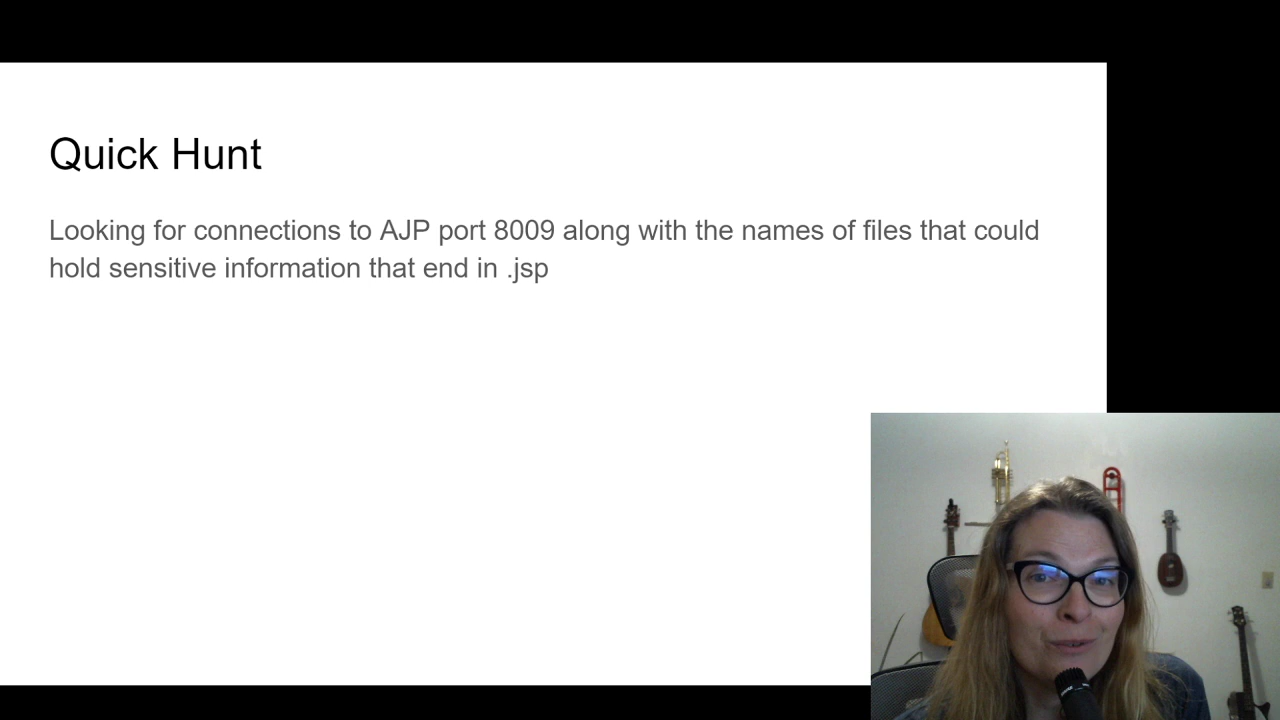 Quick Hunt
Looking for connections to AJP port 8009 along with the names of files that could
hold sensitive information that end in .jsp